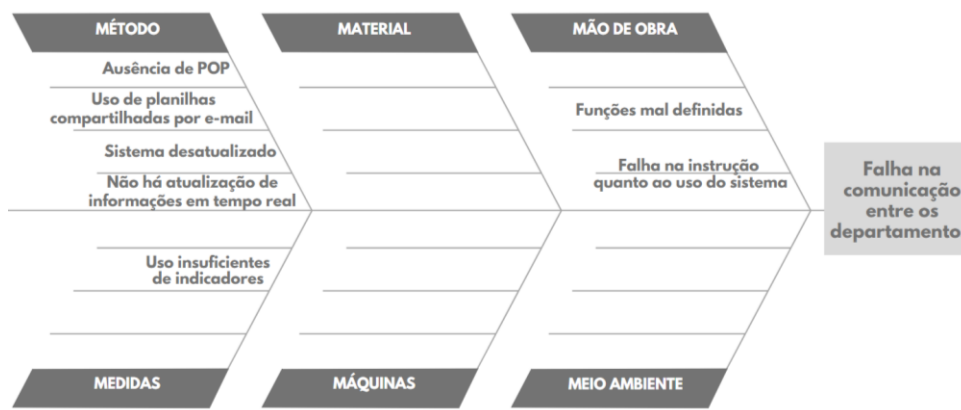 MÉTODO
MATERIAL
MÃO DE OBRA
Ausência de POP
Uso de planilhas
compartilhadas por e-mail
Sistema desatualizado
Não há atualização de
informações em tempo real
Funções mal definidas
Falha na instrução
quanto ao uso do sistema
Falha na
comunicação
entre os
departamento
Uso insuficientes
de indicadores
MEDIDAS
MÁQUINAS
MEIO AMBIENTE